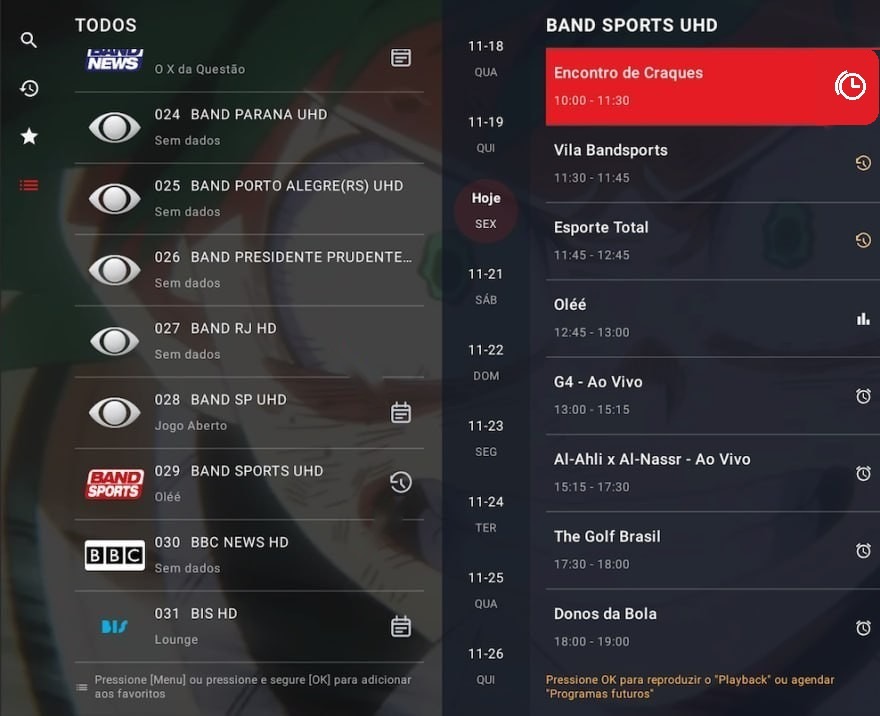 TODOS
BAND
NEWS
O X da Questão
024 BAND PARANA UHD
Sem dados
025 BAND PORTO ALEGRE(RS) UHD
Sem dados
026 BAND PRESIDENTE PRUDENTE...
Sem dados
027 BAND RJ HD
Sem dados
028 BAND SP UHD
Jogo Aberto
BAND
SPORTS
029 BAND SPORTS UHD
Oléé
BBC
030 BBC NEWS HD
Sem dados
BIS
031 BIS HD
Lounge
Pressione [Menu] ou pressione e segure [OK] para adicionar
aos favoritos
11-18
QUA
11-19
QUI
Hoje
SEX
11-21
SÁB
11-22
DOM
11-23
SEG
11-24
TER
11-25
QUA
11-26
QUI
BAND SPORTS UHD
Encontro de Craques
10:00 - 11:30
Vila Bandsports
11:30 - 11:45
Esporte Total
11:45 - 12:45
Oléé
12:45 - 13:00
G4 - Ao Vivo
13:00 - 15:15
Al-Ahli x Al-Nassr - Ao Vivo
15:15 - 17:30
The Golf Brasil
17:30 - 18:00
Donos da Bola
18:00 - 19:00
Pressione OK para reproduzir o "Playback" ou agendar
"Programas futuros"